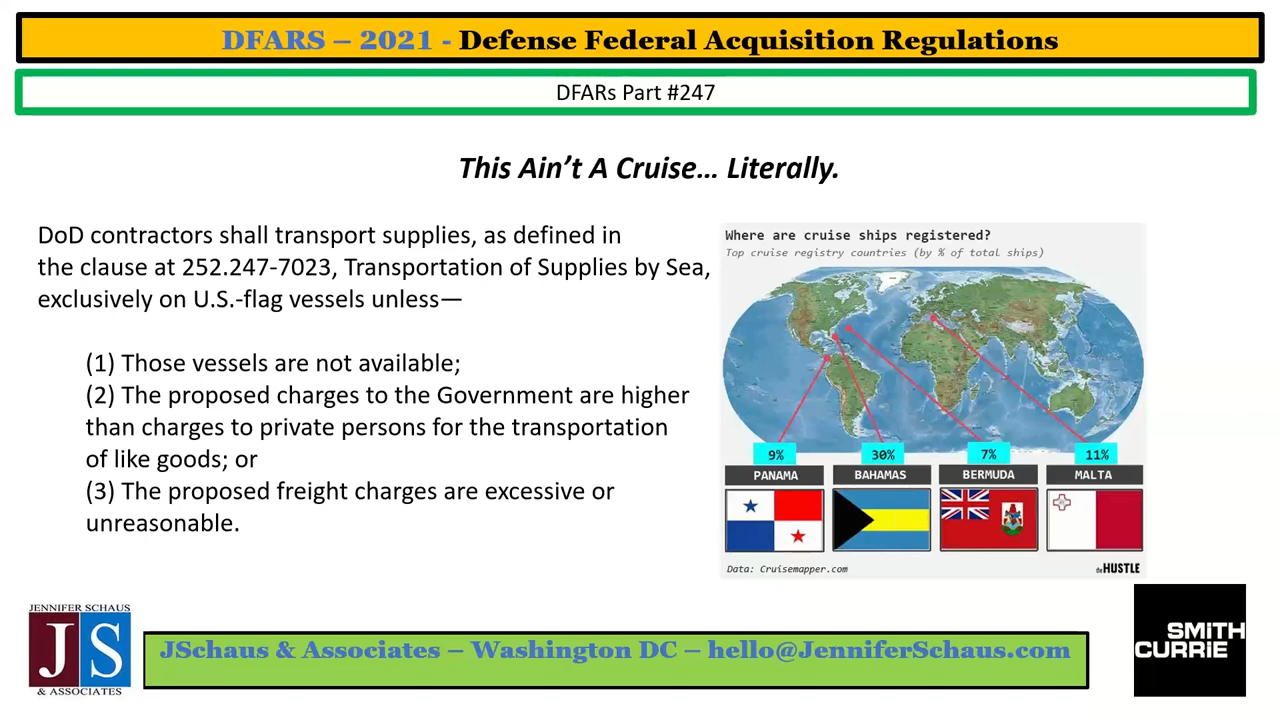 DFARS – 2021 - Defense Federal Acquisition Regulations
DFARs Part #247
This Ain’t A Cruise… Literally.
DoD contractors shall transport supplies, as defined in
the clause at 252.247-7023, Transportation of Supplies by Sea,
exclusively on U.S.-flag vessels unless—
(1) Those vessels are not available;
(2) The proposed charges to the Government are higher
than charges to private persons for the transportation
of like goods; or
(3) The proposed freight charges are excessive or
unreasonable.
Where are cruise ships registered?
Top cruise registry countries (by % of total ships)
9% 30% 7% 11%
PANAMA BAHAMAS BERMUDA MALTA
Data: Cruisemapper.com
the HUSTLE
JENNIFER SCHAUS
JS
& ASSOCIATES
JSchaus & Associates – Washington DC – hello@JenniferSchaus.com
SMITH
CURRIE